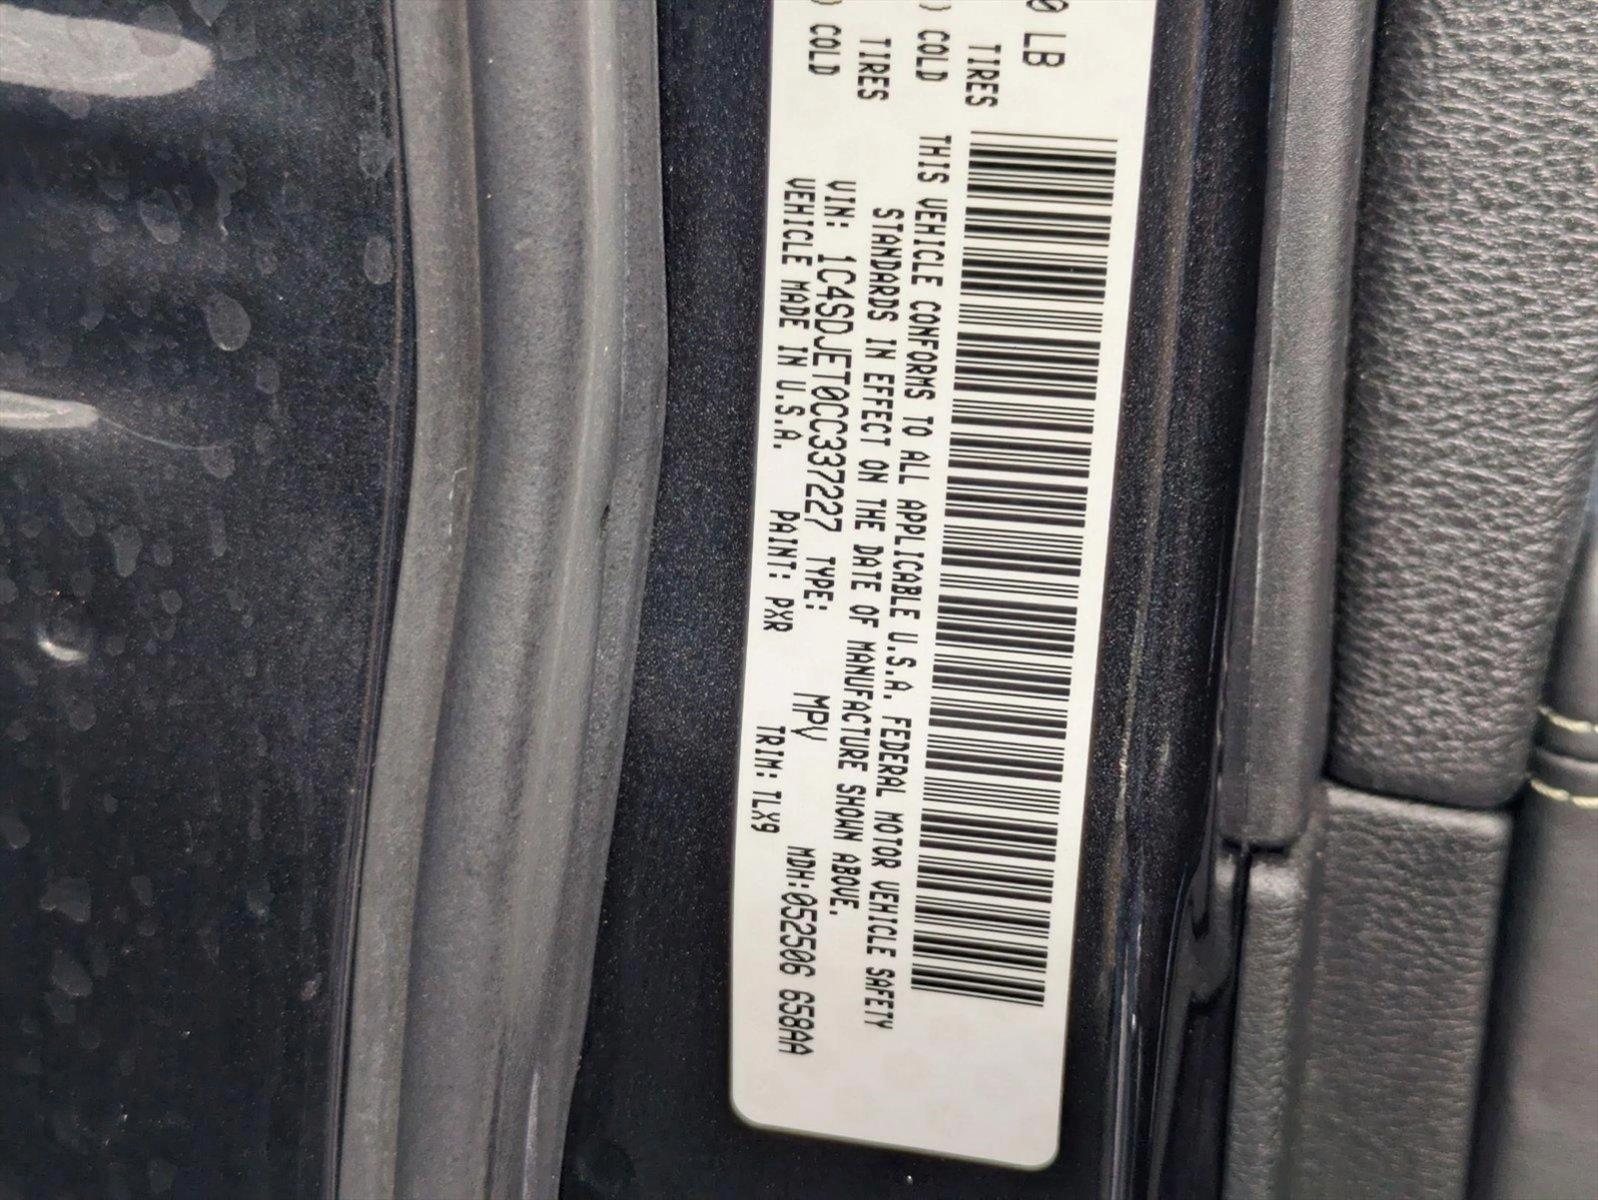 0 LB
TIRES
) COLD
TIRES
) COLD
THIS VEHICLE CONFORMS TO ALL APPLICABLE U.S.A. FEDERAL MOTOR VEHICLE SAFETY
STANDARDS IN EFFECT ON THE DATE OF MANUFACTURE SHOWN ABOVE.
VIN: 1C4SDJET0CC337227 TYPE: MPV MDH:052506 658AA
VEHICLE MADE IN U.S.A. PAINT: PXR TRIM: TLX9